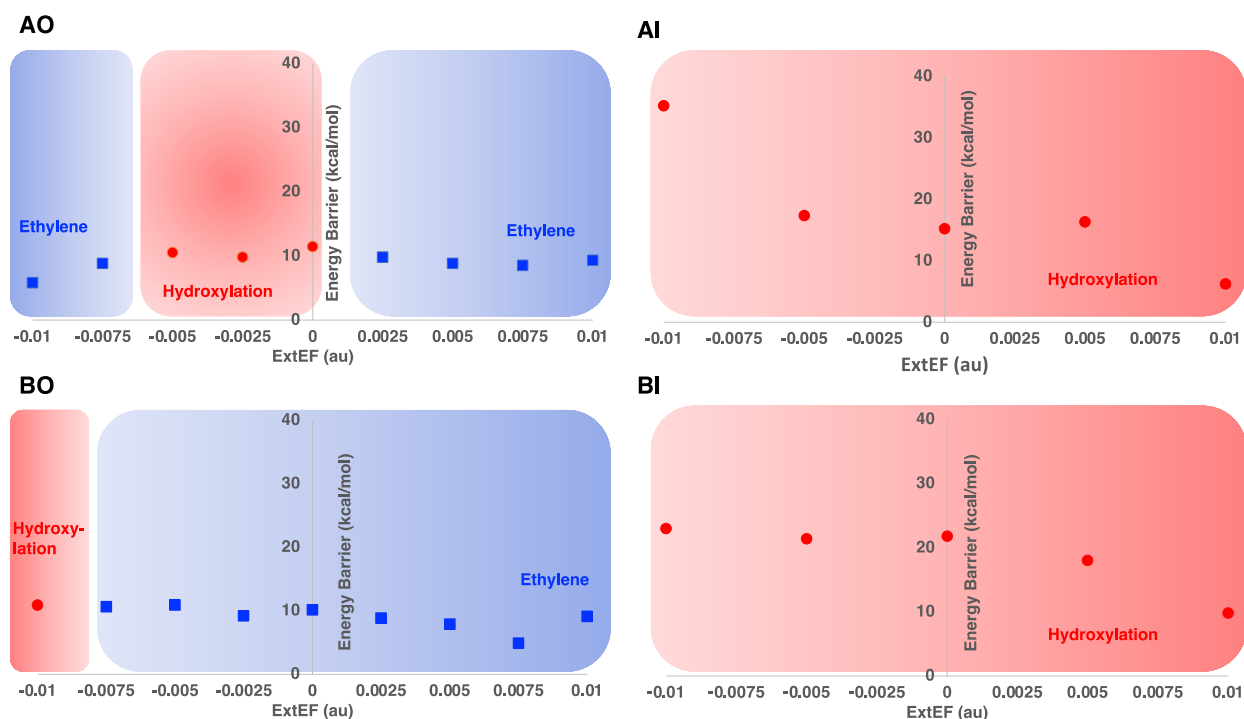 AO
40
30
20
10
0
Energy Barrier (kcal/mol)
Ethylene
Hydroxylation
Ethylene
-0.01 -0.0075 -0.005 -0.0025 0 0.0025 0.005 0.0075 0.01
ExtEF (au)
AI
40
30
20
10
0
Energy Barrier (kcal/mol)
Hydroxylation
-0.01 -0.0075 -0.005 -0.0025 0 0.0025 0.005 0.0075 0.01
ExtEF (au)
BO
40
30
20
10
0
Energy Barrier (kcal/mol)
Hydroxy-
lation
Ethylene
-0.01 -0.0075 -0.005 -0.0025 0 0.0025 0.005 0.0075 0.01
ExtEF (au)
BI
40
30
20
10
0
Energy Barrier (kcal/mol)
Hydroxylation
-0.01 -0.0075 -0.005 -0.0025 0 0.0025 0.005 0.0075 0.01
ExtEF (au)